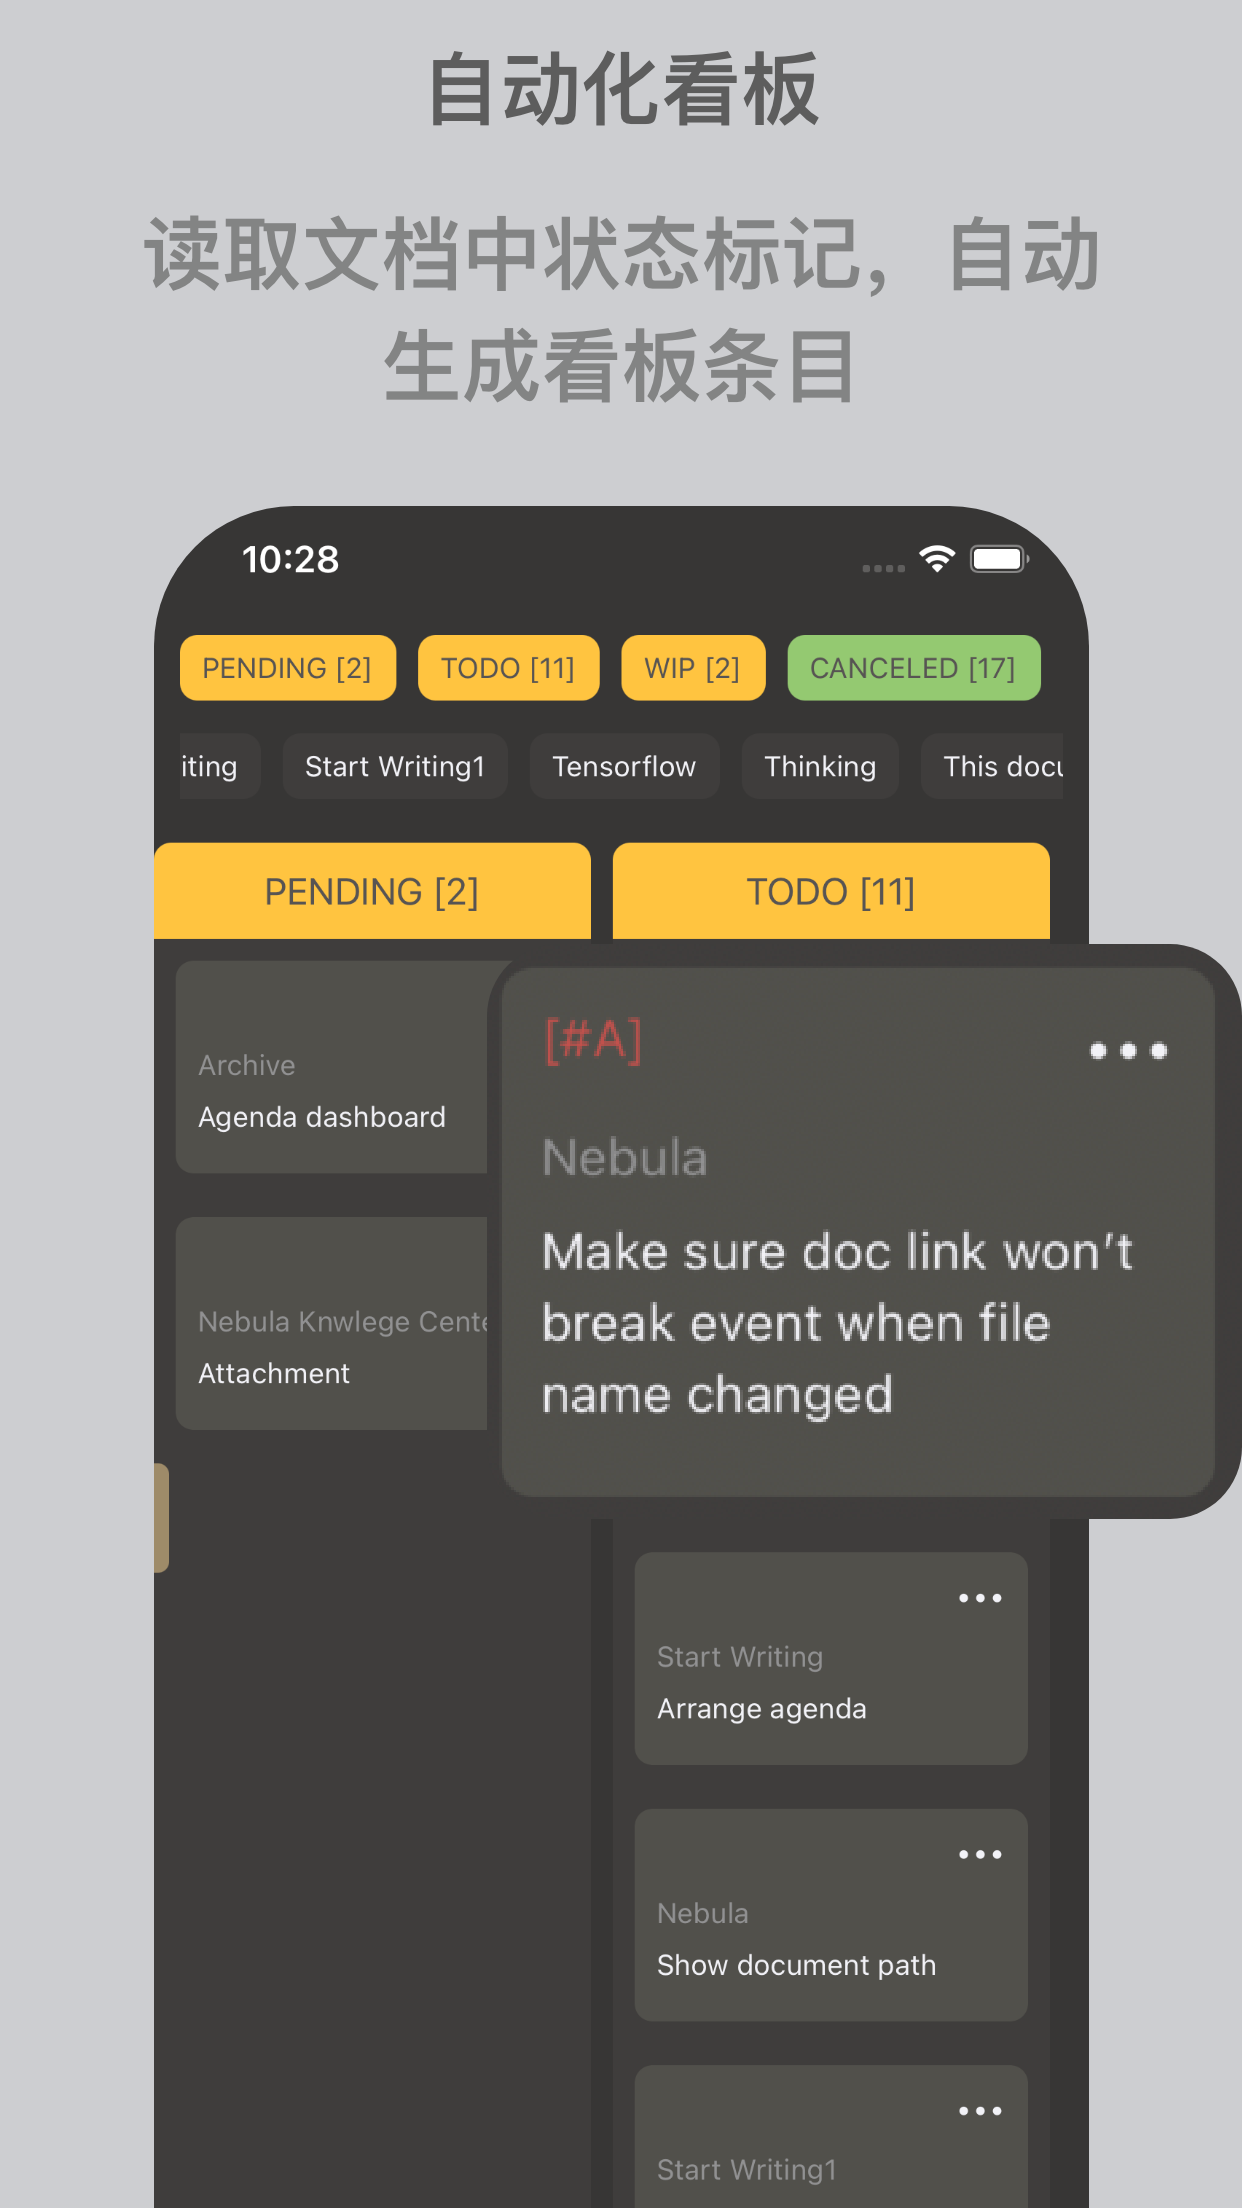 自动化看板
读取文档中状态标记，自动
生成看板条目
10:28
PENDING [2]
TODO [11]
WIP [2]
CANCELED [17]
iting
Start Writing1
Tensorflow
Thinking
This docu
PENDING [2]
TODO [11]
Archive
Agenda dashboard
Nebula Knwlege Cente
Attachment
[#A]
Nebula
Make sure doc link won't
break event when file
name changed
Start Writing
Arrange agenda
Nebula
Show document path
Start Writing1